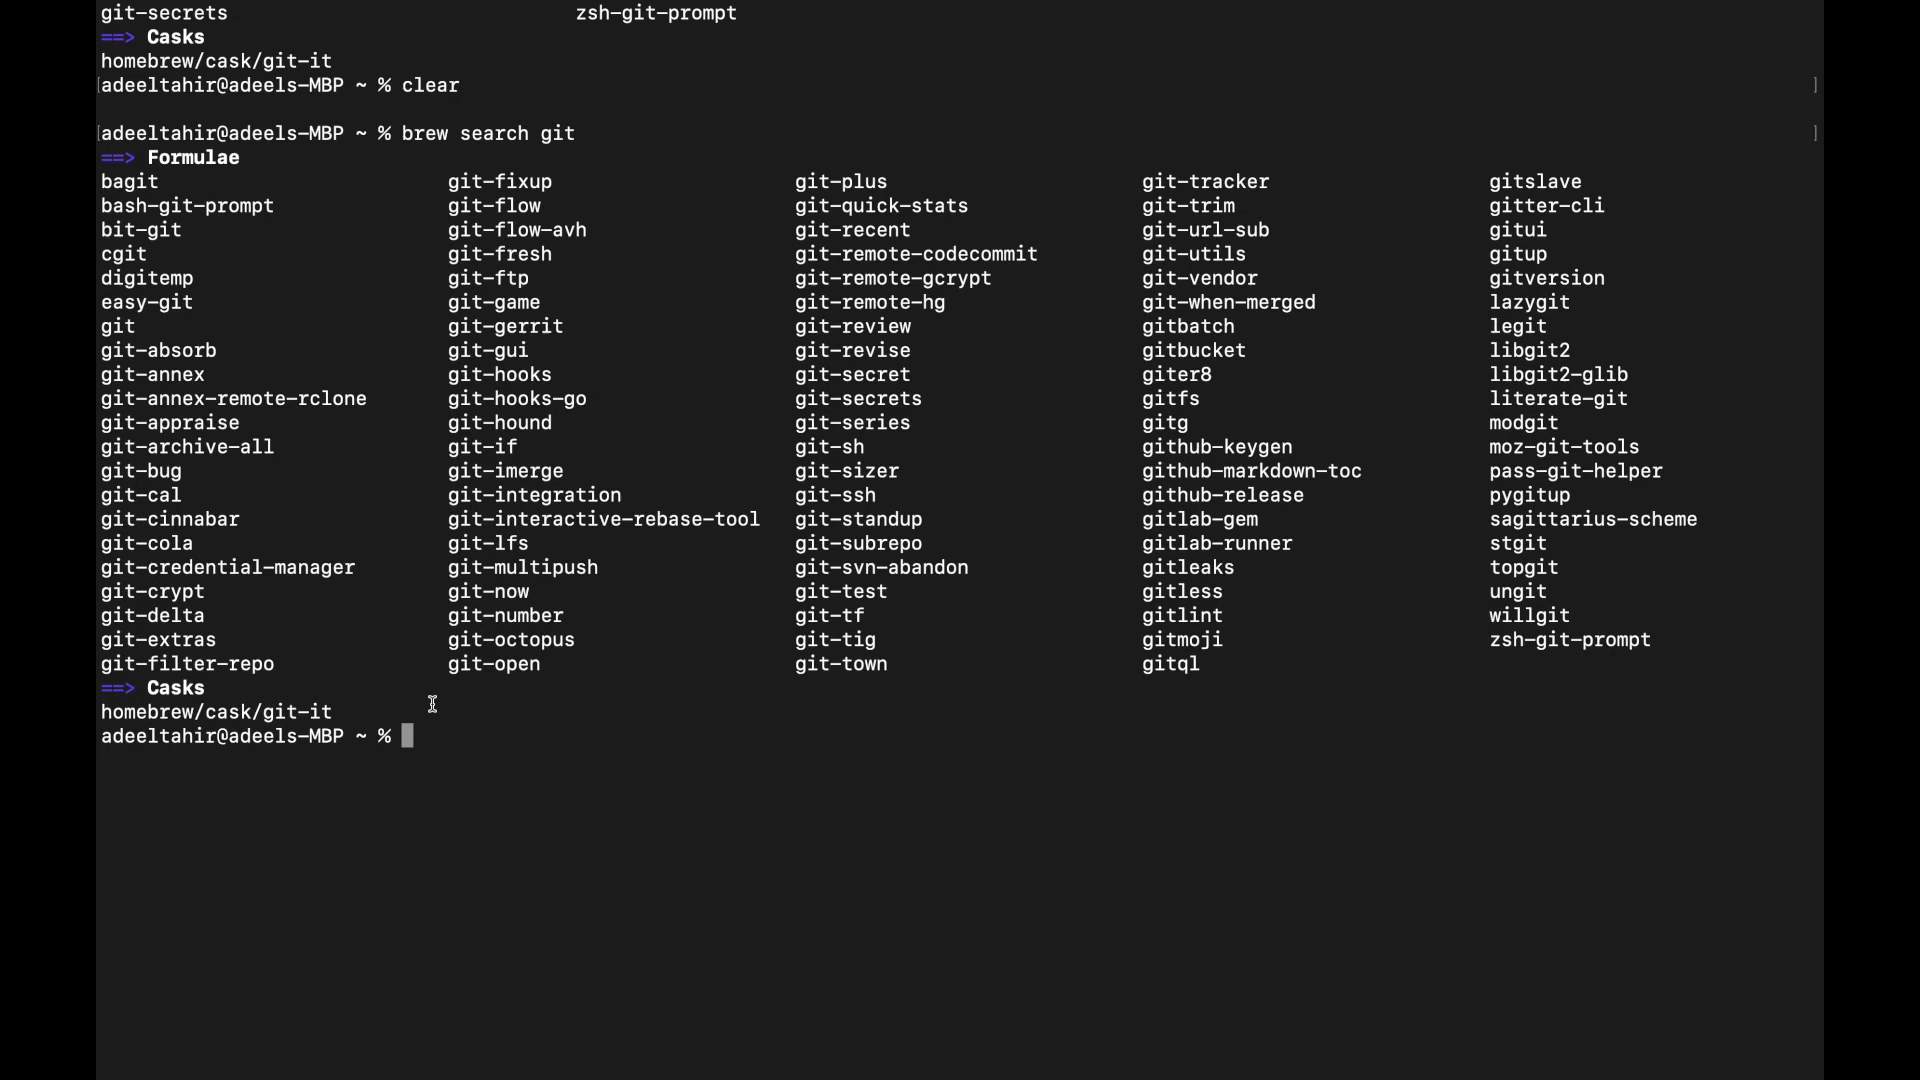 git-secrets zsh-git-prompt
==> Casks
homebrew/cask/git-it
[adeeltahir@adeels-MBP ~ % clear ]
[adeeltahir@adeels-MBP ~ % brew search git ]
==> Formulae
bagit git-fixup git-plus git-tracker gitslave
bash-git-prompt git-flow git-quick-stats git-trim gitter-cli
bit-git git-flow-avh git-recent git-url-sub gitui
cgit git-fresh git-remote-codecommit git-utils gitup
digitemp git-ftp git-remote-gcrypt git-vendor gitversion
easy-git git-game git-remote-hg git-when-merged lazygit
git git-gerrit git-review gitbatch legit
git-absorb git-gui git-revise gitbucket libgit2
git-annex git-hooks git-secret giter8 libgit2-glib
git-annex-remote-rclone git-hooks-go git-secrets gitfs literate-git
git-appraise git-hound git-series gitg modgit
git-archive-all git-if git-sh github-keygen moz-git-tools
git-bug git-imerge git-sizer github-markdown-toc pass-git-helper
git-cal git-integration git-ssh github-release pygitup
git-cinnabar git-interactive-rebase-tool git-standup gitlab-gem sagittarius-scheme
git-cola git-lfs git-subrepo gitlab-runner stgit
git-credential-manager git-multipush git-svn-abandon gitleaks topgit
git-crypt git-now git-test gitless ungit
git-delta git-number git-tf gitlint willgit
git-extras git-octopus git-tig gitmoji zsh-git-prompt
git-filter-repo git-open git-town gitql
==> Casks
homebrew/cask/git-it
adeeltahir@adeels-MBP ~ %